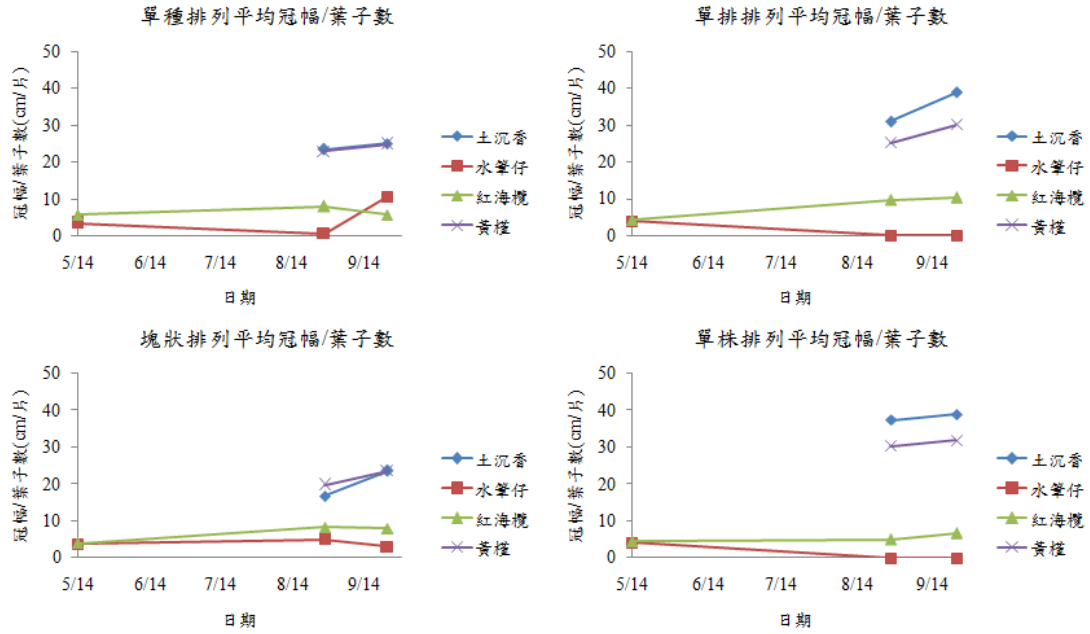 單種排列平均冠幅/葉子數
冠幅/葉子數(cm/片)
50
40
30
20
10
0
5/14 6/14 7/14 8/14 9/14
日期
土沉香
水筆仔
紅海欖
黃槿
單排排列平均冠幅/葉子數
冠幅/葉子數(cm/片)
50
40
30
20
10
0
5/14 6/14 7/14 8/14 9/14
日期
土沉香
水筆仔
紅海欖
黃槿
塊狀排列平均冠幅/葉子數
冠幅/葉子數(cm/片)
50
40
30
20
10
0
5/14 6/14 7/14 8/14 9/14
日期
土沉香
水筆仔
紅海欖
黃槿
單株排列平均冠幅/葉子數
冠幅/葉子數(cm/片)
50
40
30
20
10
0
5/14 6/14 7/14 8/14 9/14
日期
土沉香
水筆仔
紅海欖
黃槿